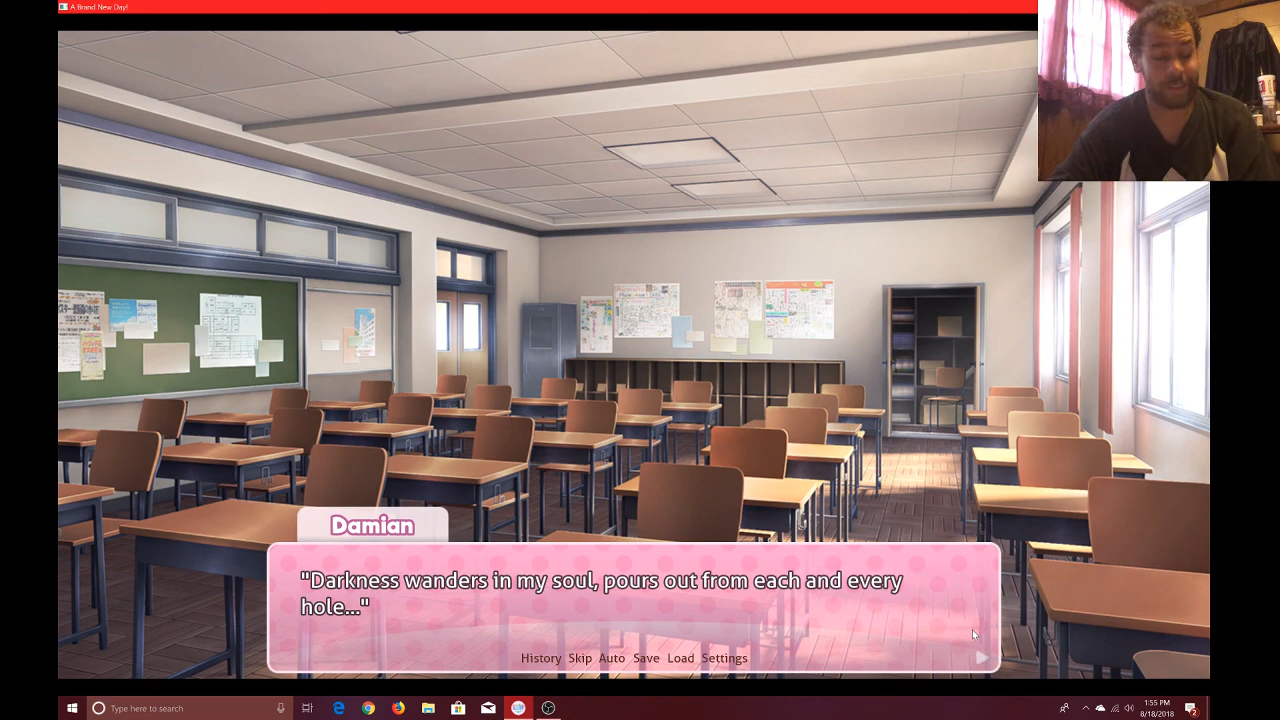 A Brand New Day!
Damian
"Darkness wanders in my soul, pours out from each and every
hole..."
History Skip Auto Save Load Settings
Type here to search
1:55 PM
8/18/2018
2